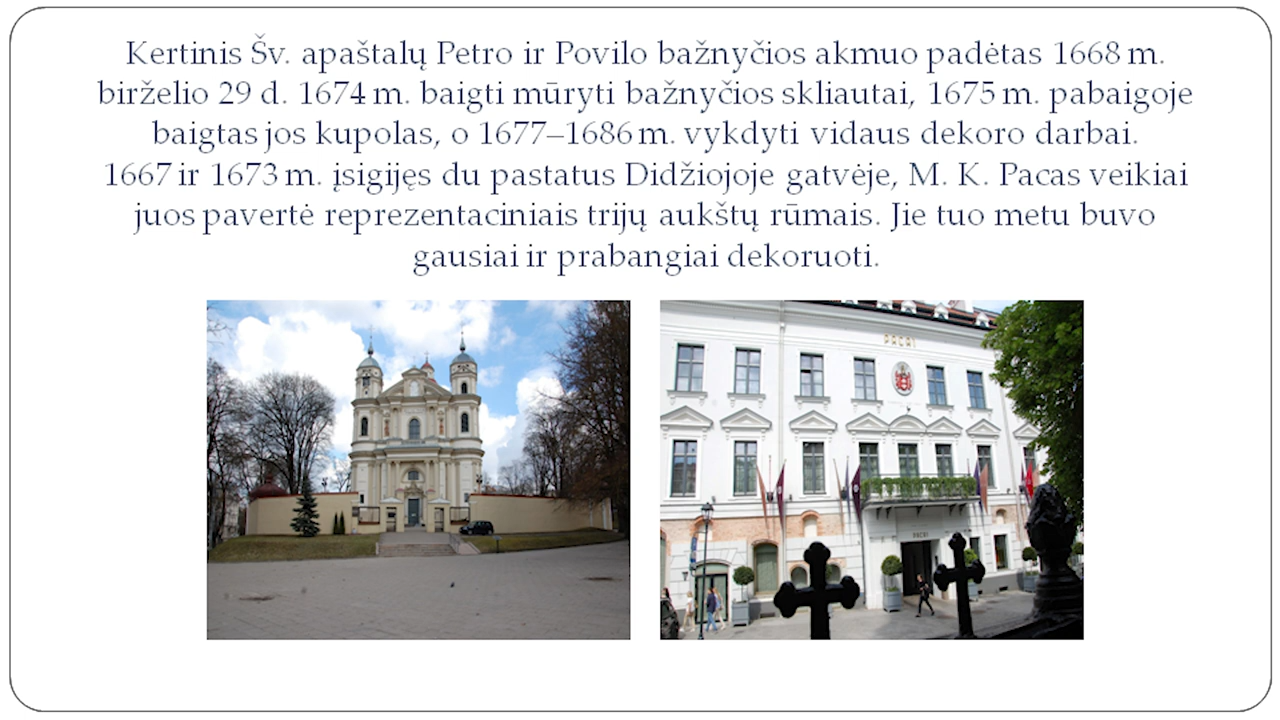 Kertinis Šv. apaštalų Petro ir Povilo bažnyčios akmuo padėtas 1668 m.
birželio 29 d. 1674 m. baigti mūryti bažnyčios skliautai, 1675 m. pabaigoje
baigtas jos kupolas, o 1677–1686 m. vykdyti vidaus dekoro darbai.
1667 ir 1673 m. įsigijęs du pastatus Didžiojoje gatvėje, M. K. Pacas veikiai
juos pavertė reprezentaciniais trijų aukštų rūmais. Jie tuo metu buvo
gausiai ir prabangiai dekoruoti.
PACAI
PACAI